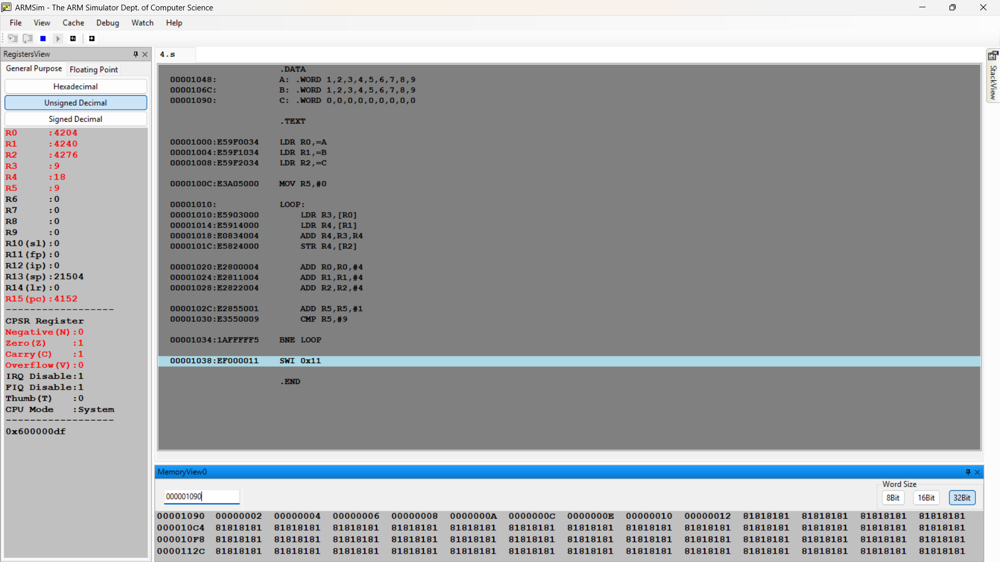 ARMSim - The ARM Simulator Dept. of Computer Science
File View Cache Debug Watch Help
RegistersView
General Purpose Floating Point
Hexadecimal
Unsigned Decimal
Signed Decimal
R0 :4204
R1 :4240
R2 :4276
R3 :9
R4 :18
R5 :9
R6 :0
R7 :0
R8 :0
R9 :0
R10(sl):0
R11(fp):0
R12(ip):0
R13(sp):21504
R14(lr):0
R15(pc):4152
-------------------
CPSR Register
Negative(N):0
Zero(Z) :1
Carry(C) :1
Overflow(V):0
IRQ Disable:1
FIQ Disable:1
Thumb(T) :0
CPU Mode :System
-------------------
0x600000df
4.s
.DATA
00001048: A: .WORD 1,2,3,4,5,6,7,8,9
0000106C: B: .WORD 1,2,3,4,5,6,7,8,9
00001090: C: .WORD 0,0,0,0,0,0,0,0,0
.TEXT
00001000:E59F0034 LDR R0,=A
00001004:E59F1034 LDR R1,=B
00001008:E59F2034 LDR R2,=C
0000100C:E3A05000 MOV R5,#0
00001010: LOOP:
00001010:E5903000 LDR R3,[R0]
00001014:E5914000 LDR R4,[R1]
00001018:E0834004 ADD R4,R3,R4
0000101C:E5824000 STR R4,[R2]
00001020:E2800004 ADD R0,R0,#4
00001024:E2811004 ADD R1,R1,#4
00001028:E2822004 ADD R2,R2,#4
0000102C:E2855001 ADD R5,R5,#1
00001030:E3550009 CMP R5,#9
00001034:1AFFFFF5 BNE LOOP
00001038:EF000011 SWI 0x11
.END
StackView
MemoryView0
000001090
Word Size
8Bit 16Bit 32Bit
00001090 00000002 00000004 00000006 00000008 0000000A 0000000C 0000000E 00000010 00000012 81818181 81818181 81818181 81818181
000010C4 81818181 81818181 81818181 81818181 81818181 81818181 81818181 81818181 81818181 81818181 81818181 81818181 81818181
000010F8 81818181 81818181 81818181 81818181 81818181 81818181 81818181 81818181 81818181 81818181 81818181 81818181 81818181
0000112C 81818181 81818181 81818181 81818181 81818181 81818181 81818181 81818181 81818181 81818181 81818181 81818181 81818181